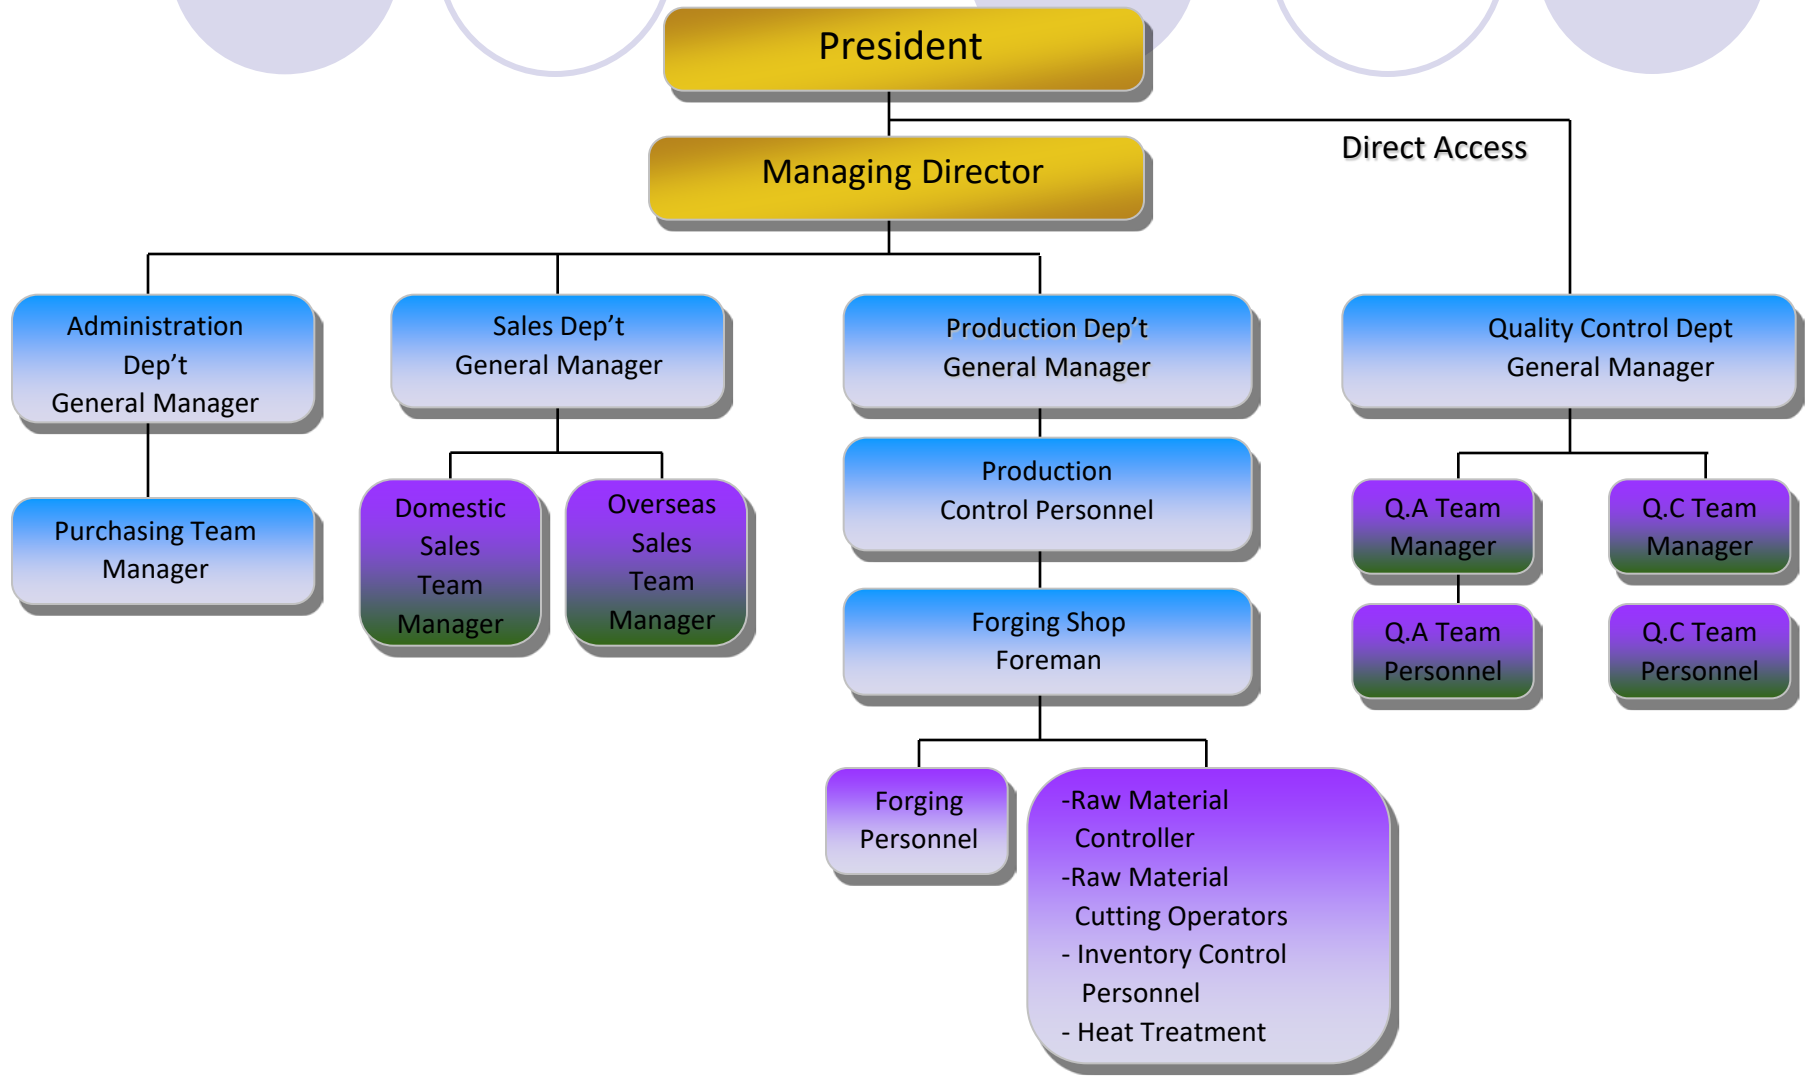 President
Direct Access
Managing Director
Administration
Dep’t
General Manager
Sales Dep’t
General Manager
Production Dep’t
General Manager
Quality Control Dept
General Manager
Purchasing Team
Manager
Domestic
Sales
Team
Manager
Overseas
Sales
Team
Manager
Production
Control Personnel
Forging Shop
Foreman
Q.A Team
Manager
Q.C Team
Manager
Q.A Team
Personnel
Q.C Team
Personnel
Forging
Personnel
-Raw Material
Controller
-Raw Material
Cutting Operators
- Inventory Control
Personnel
- Heat Treatment